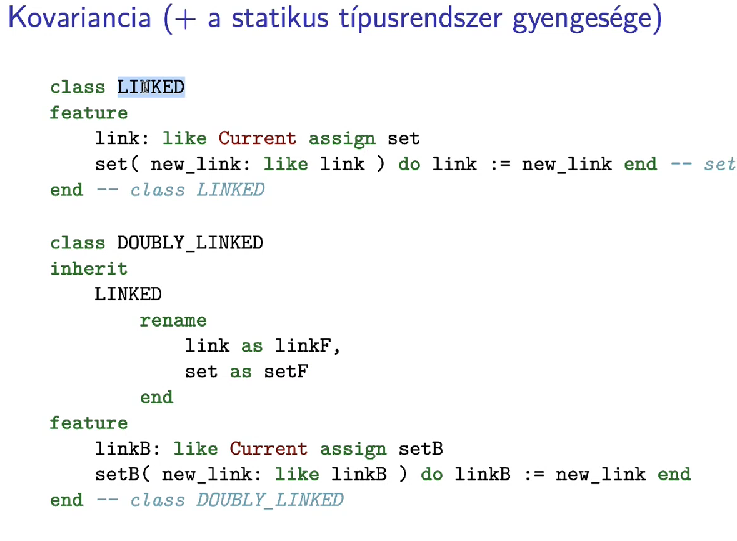 Kovariancia (+ a statikus típusrendszer gyengesége)
class LINKED
feature
link: like Current assign set
set( new_link: like link ) do link := new_link end -- set
end -- class LINKED
class DOUBLY_LINKED
inherit
LINKED
rename
link as linkF,
set as setF
end
feature
linkB: like Current assign setB
setB( new_link: like linkB ) do linkB := new_link end
end -- class DOUBLY_LINKED